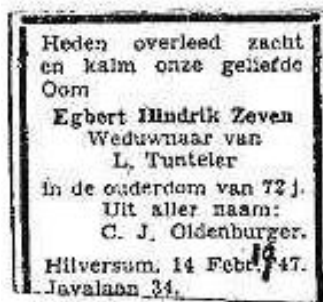 Heden overleed zacht
en kalm onze geliefde
Oom
Egbert Hindrik Zeven
Weduwnaar van
L. Tunteler
in de ouderdom van 72 j.
Uit aller naam:
C. J. Oldenburger.
Hilversum, 14 Febr. '47.
Javalaan 34.